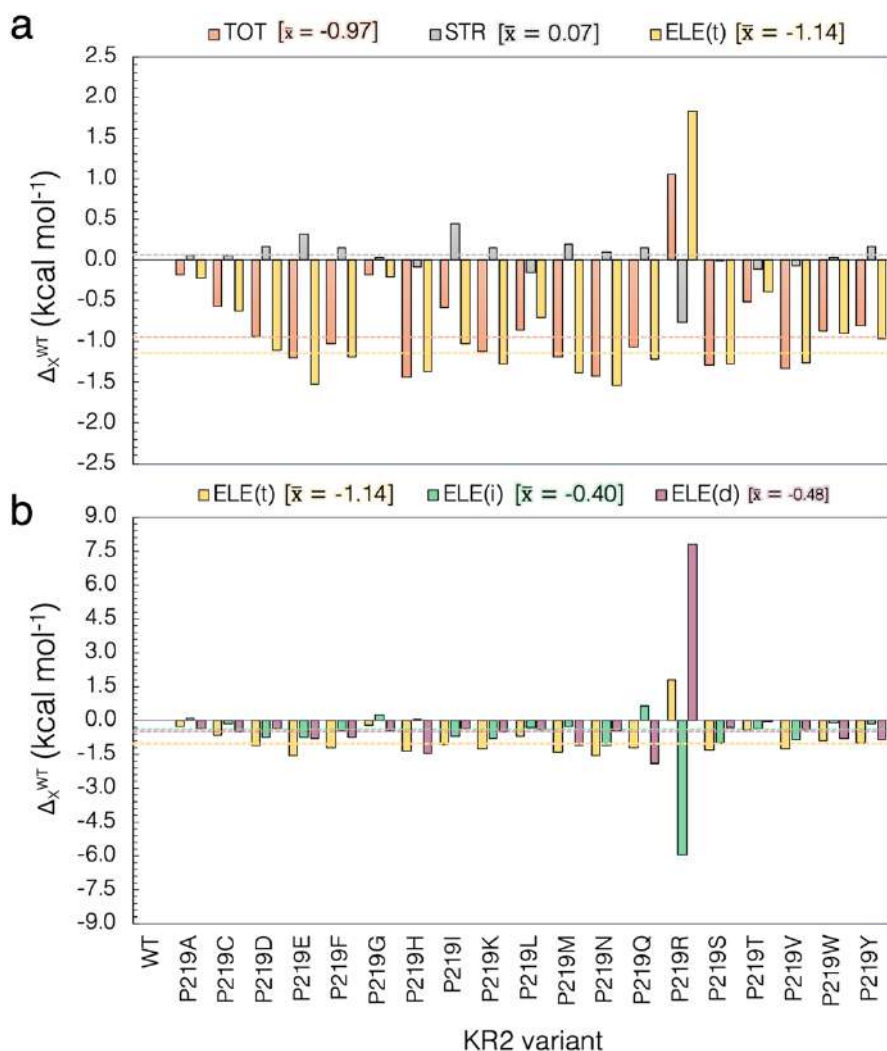 a
TOT [x̄ = -0.97] STR [x̄ = 0.07] ELE(t) [x̄ = -1.14]
2.5
2.0
1.5
1.0
0.5
0.0
-0.5
-1.0
-1.5
-2.0
-2.5
Δ_X^WT (kcal mol⁻¹)
b
ELE(t) [x̄ = -1.14] ELE(i) [x̄ = -0.40] ELE(d) [x̄ = -0.48]
9.0
7.5
6.0
4.5
3.0
1.5
0.0
-1.5
-3.0
-4.5
-6.0
-7.5
-9.0
Δ_X^WT (kcal mol⁻¹)
WT
P219A
P219C
P219D
P219E
P219F
P219G
P219H
P219I
P219K
P219L
P219M
P219N
P219Q
P219R
P219S
P219T
P219V
P219W
P219Y
KR2 variant